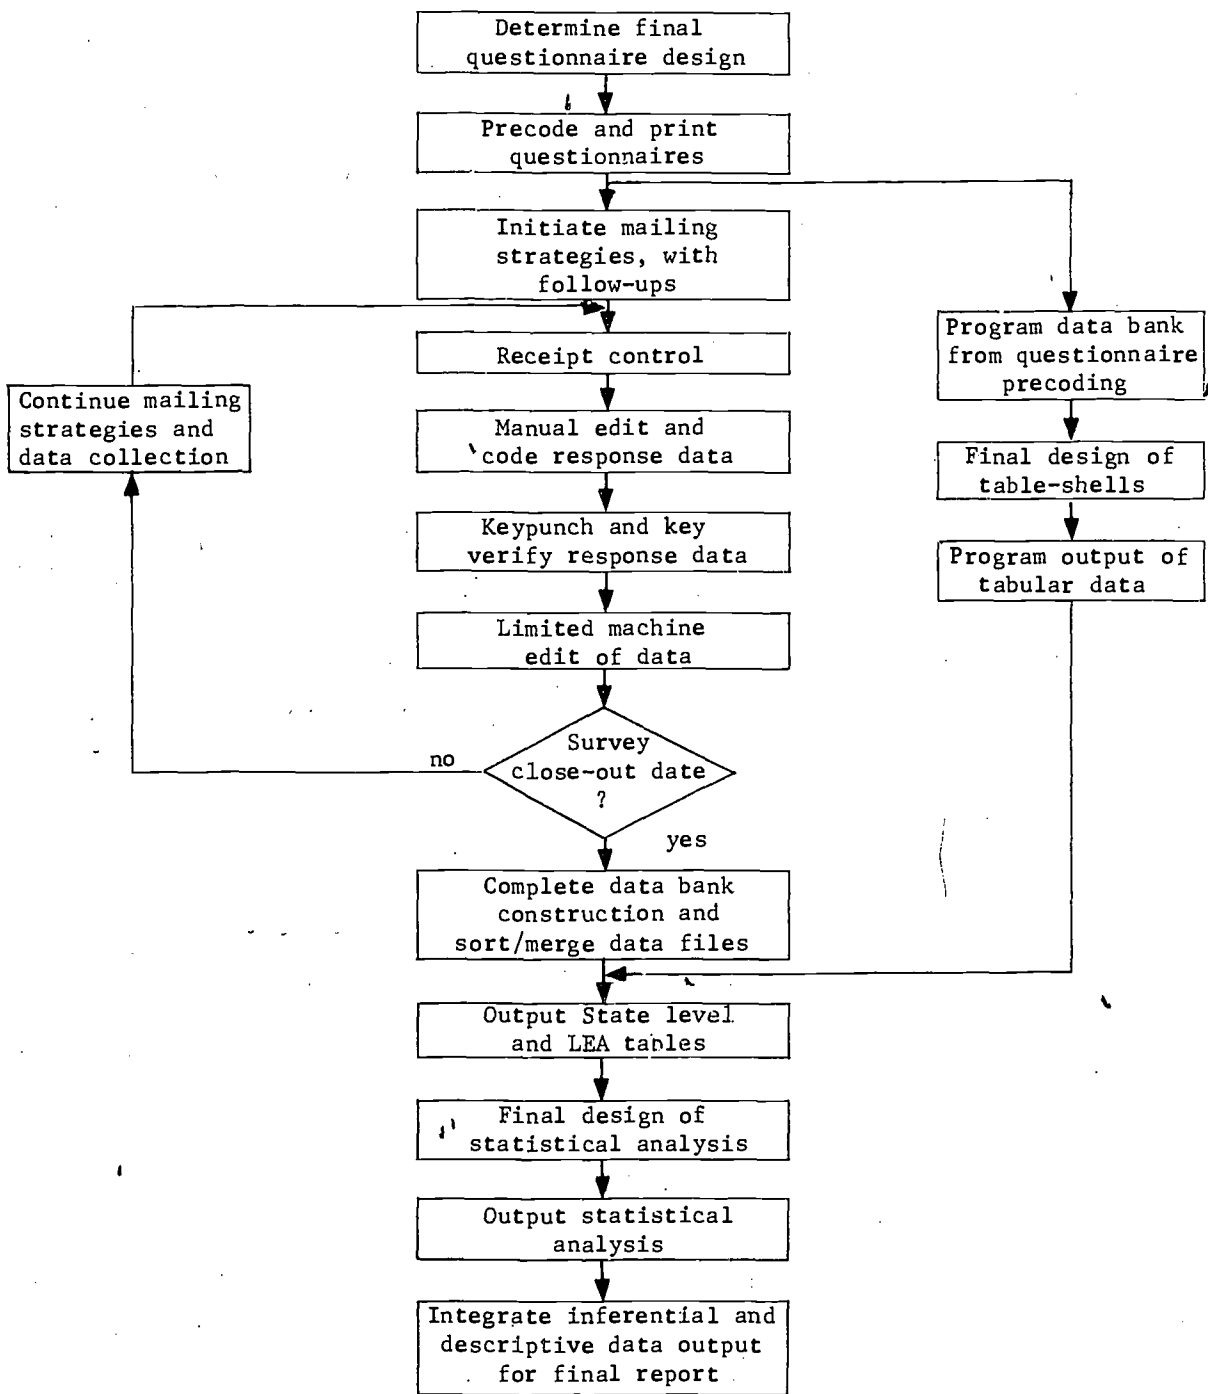 Determine final
questionnaire design
Precode and print
questionnaires
Initiate mailing
strategies, with
follow-ups
Receipt control
Manual edit and
code response data
Keypunch and key
verify response data
Limited machine
edit of data
Survey
close-out date
?
no
yes
Continue mailing
strategies and
data collection
Program data bank
from questionnaire
precoding
Final design of
table-shells
Program output of
tabular data
Complete data bank
construction and
sort/merge data files
Output State level
and LEA tables
Final design of
statistical analysis
Output statistical
analysis
Integrate inferential and
descriptive data output
for final report